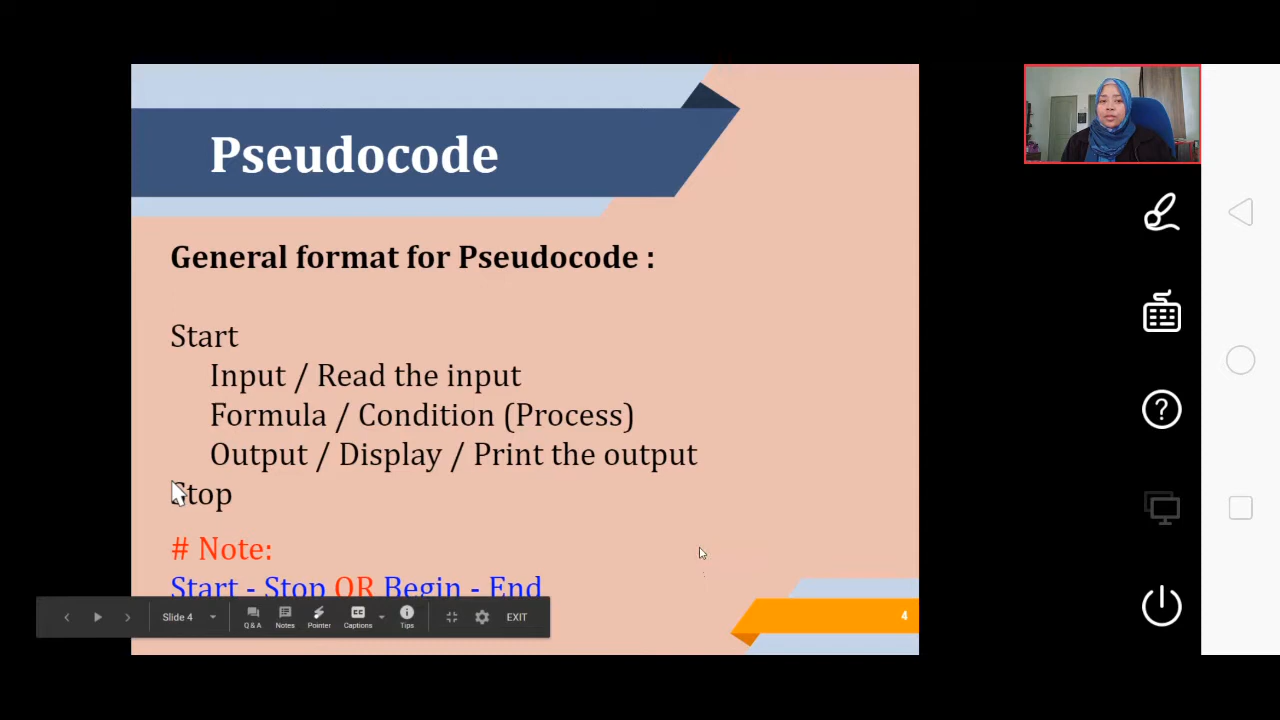 Pseudocode
General format for Pseudocode :
Start
Input / Read the input
Formula / Condition (Process)
Output / Display / Print the output
Stop
# Note:
Start - Stop OR Begin - End
Slide 4
Q & A
Notes
Pointer
Captions
Tips
EXIT
4